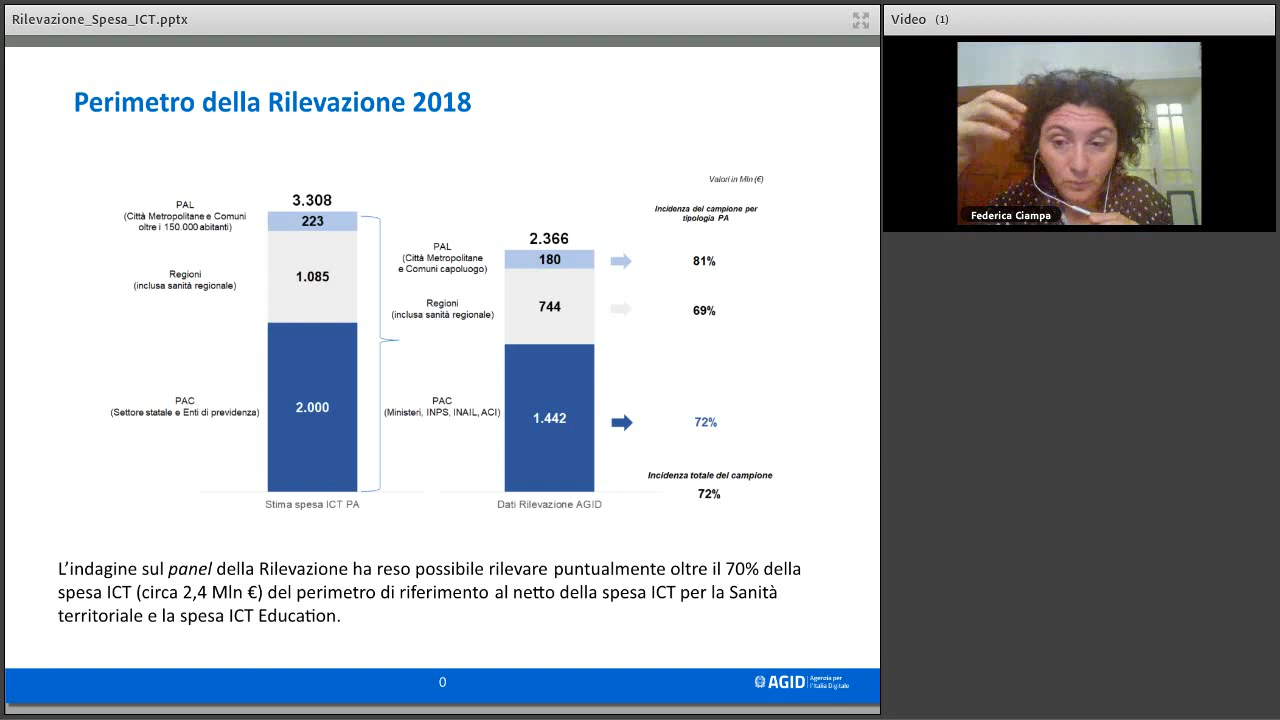 Rilevazione_Spesa_ICT.pptx
Video (1)
Federica Ciampa
Perimetro della Rilevazione 2018
Valori in Mln (€)
Incidenza del campione per
tipologia PA
3.308
PAL
(Città Metropolitane e Comuni
oltre i 150.000 abitanti)
223
Regioni
(inclusa sanità regionale)
1.085
PAC
(Settore statale e Enti di previdenza)
2.000
Stima spesa ICT PA
2.366
PAL
(Città Metropolitane
e Comuni capoluogo)
180
81%
Regioni
(inclusa sanità regionale)
744
69%
PAC
(Ministeri, INPS, INAIL, ACI)
1.442
72%
Dati Rilevazione AGID
Incidenza totale del campione
72%
L’indagine sul panel della Rilevazione ha reso possibile rilevare puntualmente oltre il 70% della
spesa ICT (circa 2,4 Mln €) del perimetro di riferimento al netto della spesa ICT per la Sanità
territoriale e la spesa ICT Education.
0
AGID
Agenzia per
l'Italia Digitale